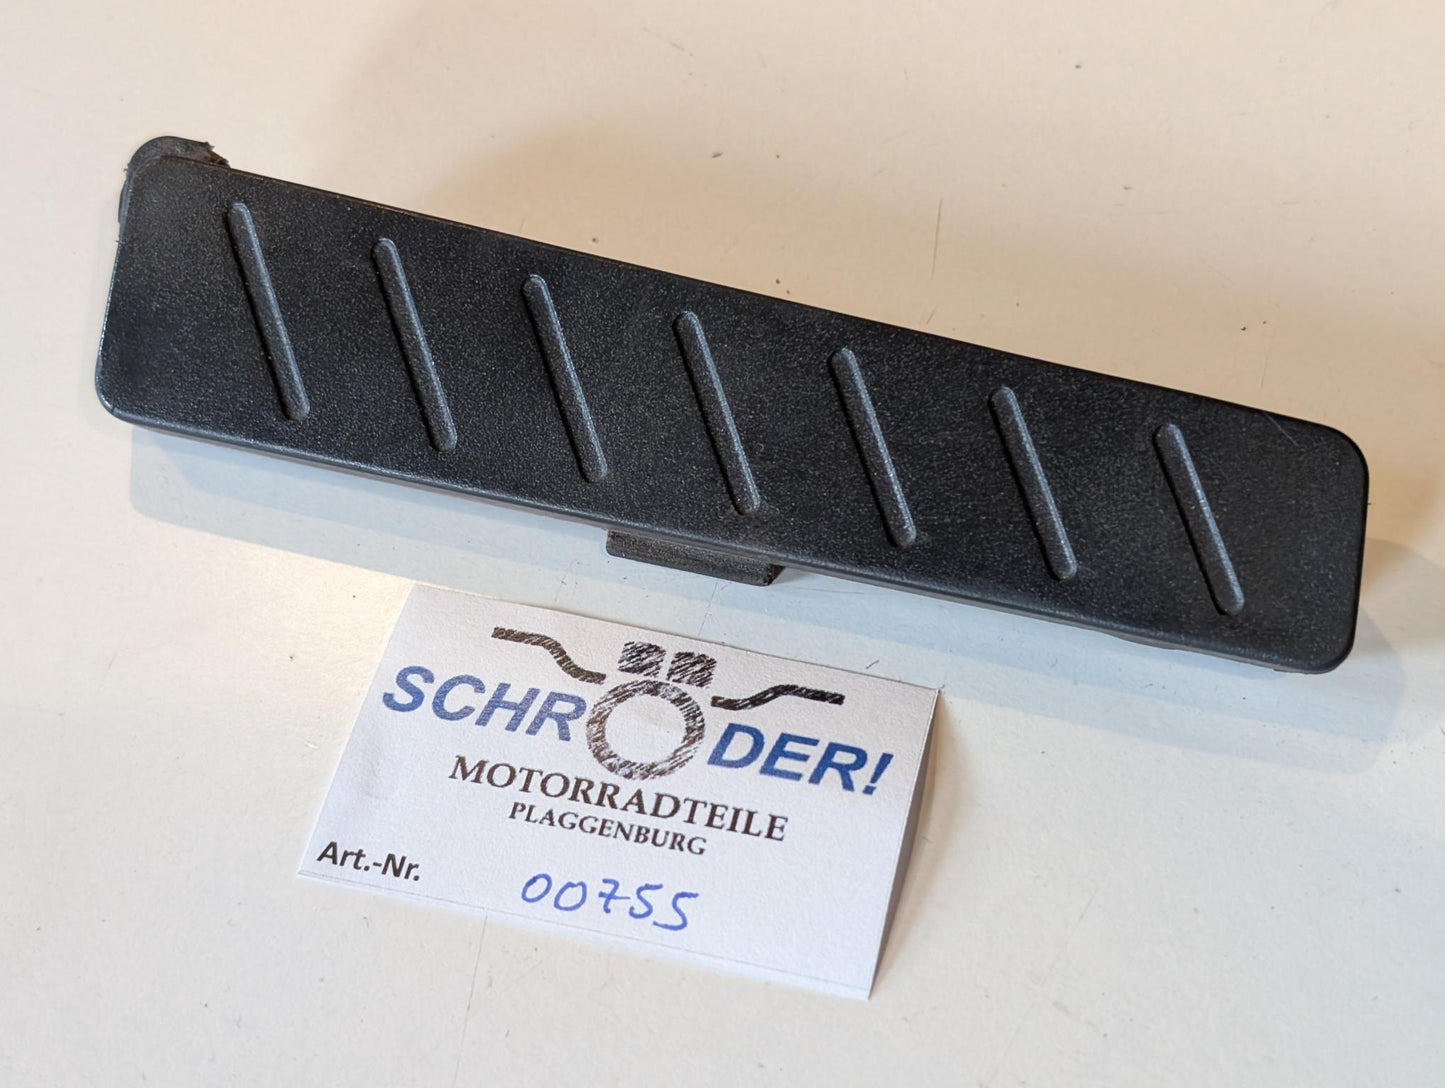 SCHRÖDER!
MOTORRADTEILE
PLAGGENBURG
Art.-Nr. 00755